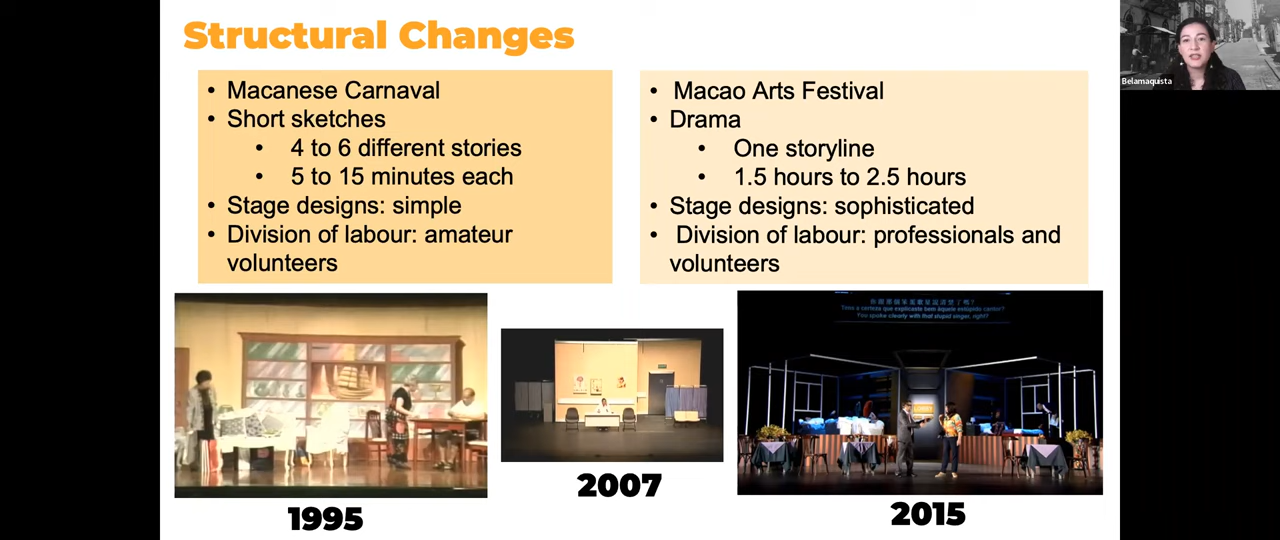 Structural Changes
• Macanese Carnaval
• Short sketches
• 4 to 6 different stories
• 5 to 15 minutes each
• Stage designs: simple
• Division of labour: amateur
volunteers
• Macao Arts Festival
• Drama
• One storyline
• 1.5 hours to 2.5 hours
• Stage designs: sophisticated
• Division of labour: professionals and
volunteers
Belamaquista
Tens a certeza que explicaste bem àquele estúpido cantor?
You spoke clearly with that stupid singer, right?
1995
2007
2015